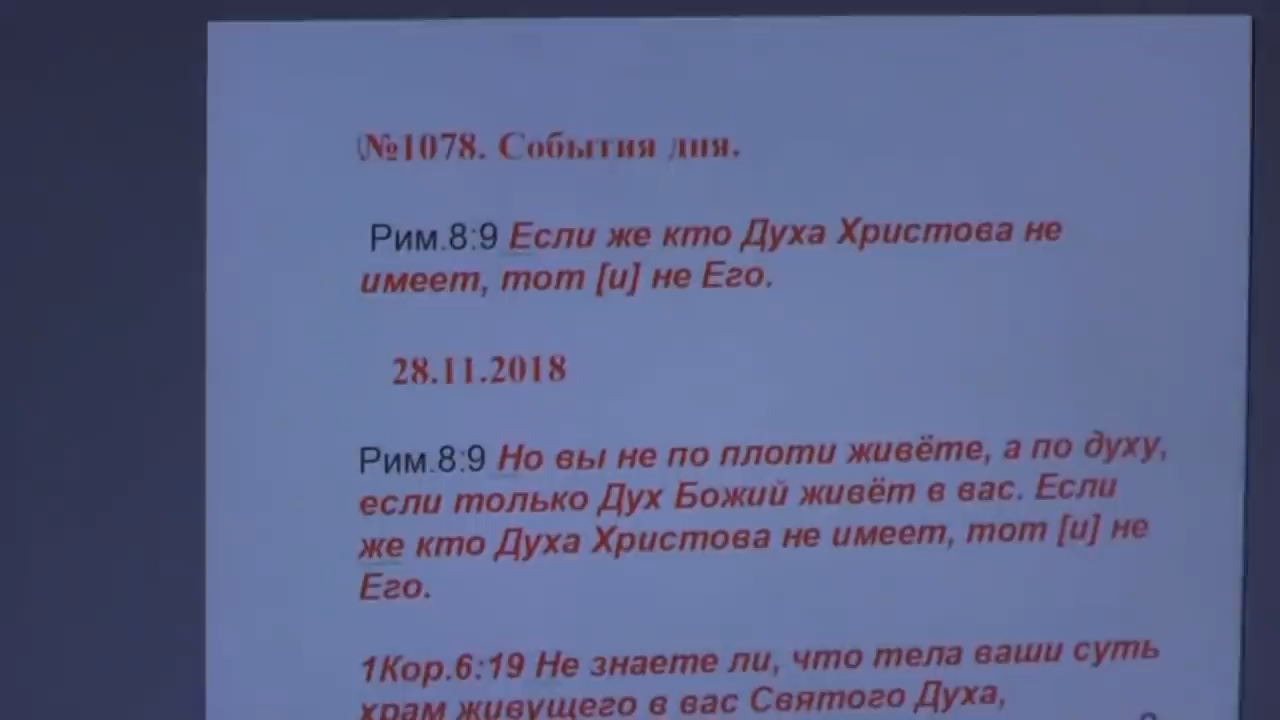 №1078. События дня.
Рим.8:9 Если же кто Духа Христова не
имеет, тот [и] не Его.
28.11.2018
Рим.8:9 Но вы не по плоти живёте, а по духу,
если только Дух Божий живёт в вас. Если
же кто Духа Христова не имеет, тот [и] не
Его.
1Кор.6:19 Не знаете ли, что тела ваши суть
храм живущего в вас Святого Духа,